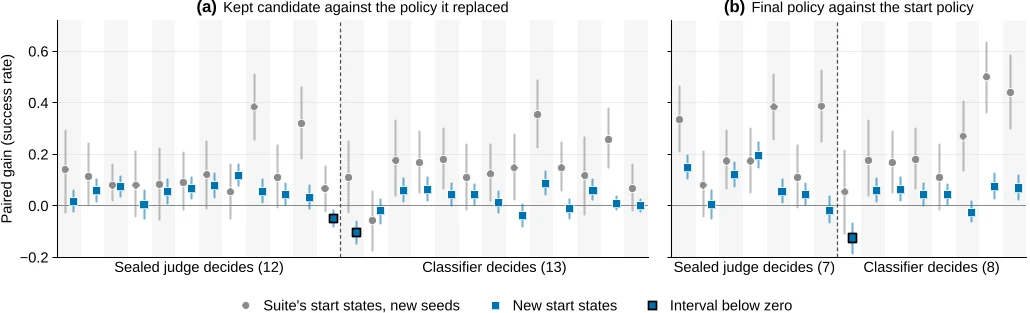 (a) Kept candidate against the policy it replaced
(b) Final policy against the start policy
Paired gain (success rate)
0.6
0.4
0.2
0.0
−0.2
Sealed judge decides (12)
Classifier decides (13)
Sealed judge decides (7)
Classifier decides (8)
Suite's start states, new seeds
New start states
Interval below zero